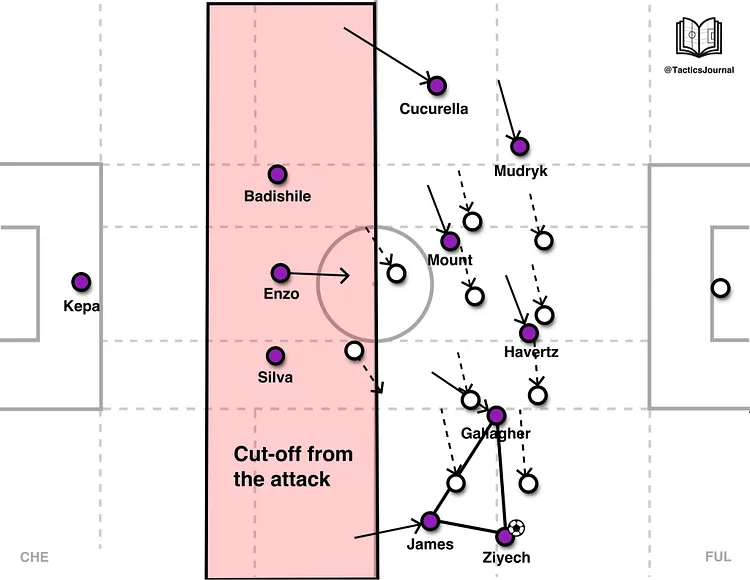 @TacticsJournal
Cucurella
Mudryk
Badishile
Mount
Enzo
Kepa
Havertz
Silva
Gallagher
Cut-off from
the attack
James
Ziyech
CHE
FUL